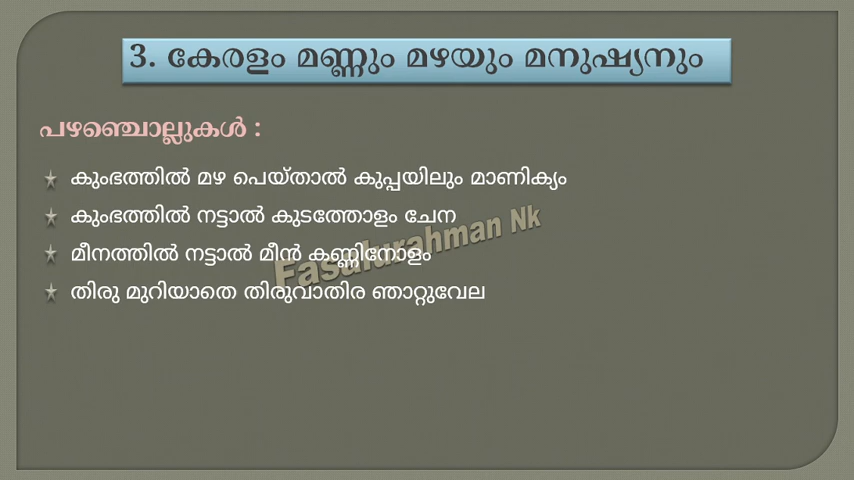 3. കേരളം മണ്ണും മഴയും മനുഷ്യനും
പഴഞ്ചൊല്ലുകൾ :
കുംഭത്തിൽ മഴ പെയ്താൽ കുപ്പയിലും മാണിക്യം
കുംഭത്തിൽ നട്ടാൽ കുടത്തോളം ചേന
മീനത്തിൽ നട്ടാൽ മീൻ കണ്ണിനോളം
തിരു മുറിയാതെ തിരുവാതിര ഞാറ്റുവേല
Fasalurahman Nk